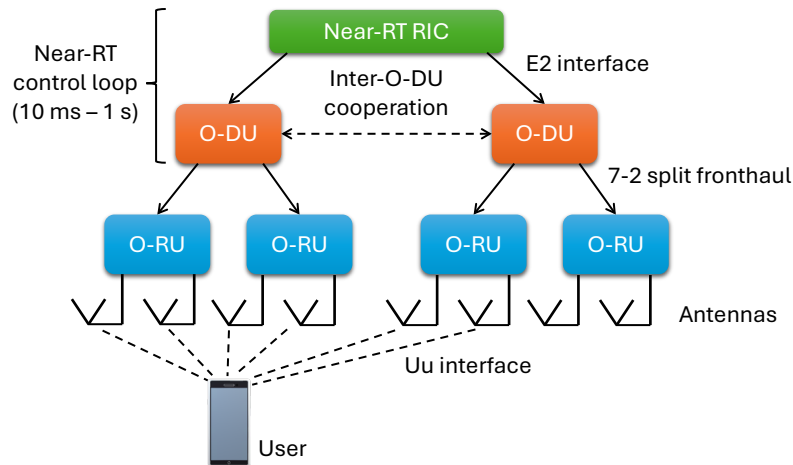 Near-RT RIC
Near-RT
control loop
(10 ms – 1 s)
E2 interface
Inter-O-DU
cooperation
O-DU
O-DU
7-2 split fronthaul
O-RU
O-RU
O-RU
O-RU
Antennas
Uu interface
User